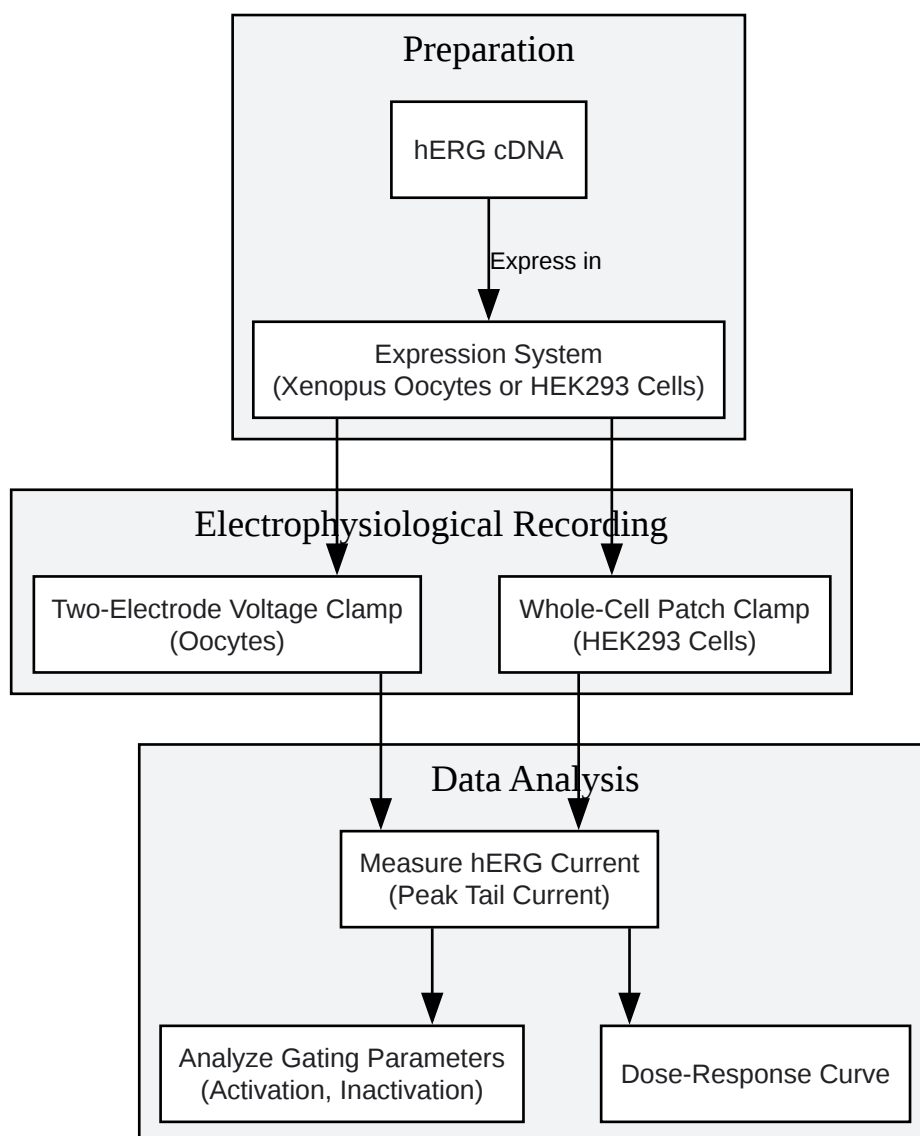 Preparation
hERG cDNA
Express in
Expression System
(Xenopus Oocytes or HEK293 Cells)
Electrophysiological Recording
Two-Electrode Voltage Clamp
(Oocytes)
Whole-Cell Patch Clamp
(HEK293 Cells)
Data Analysis
Measure hERG Current
(Peak Tail Current)
Analyze Gating Parameters
(Activation, Inactivation)
Dose-Response Curve